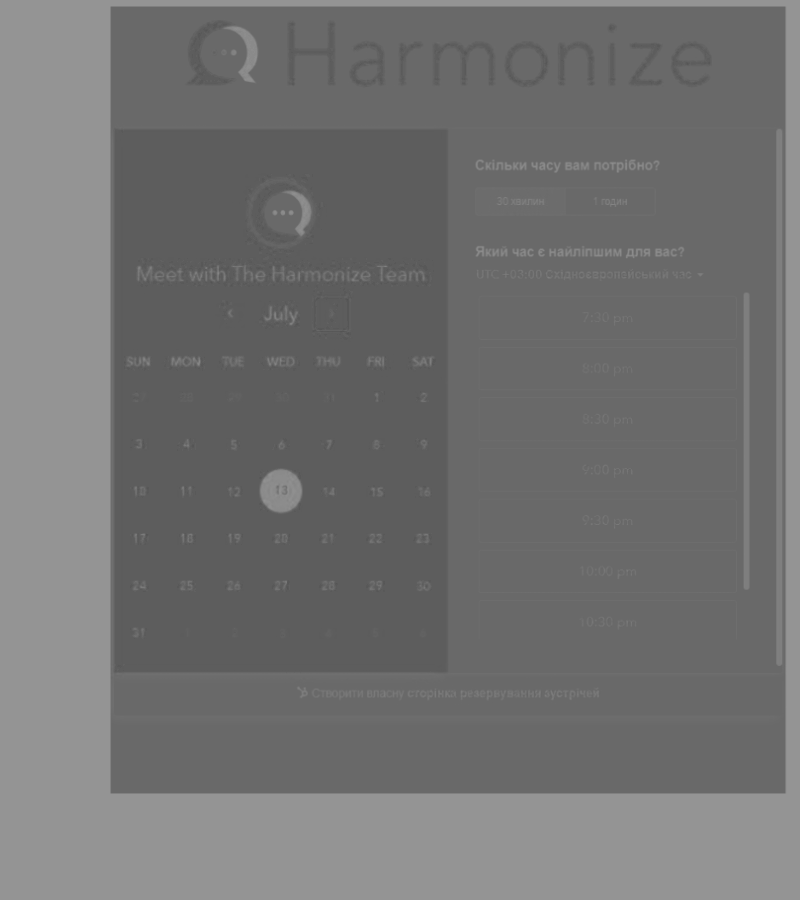 Harmonize
Meet with The Harmonize Team
July
SUN MON TUE WED THU FRI SAT
27 28 29 30 31 1 2
3 4 5 6 7 8 9
10 11 12 13 14 15 16
17 18 19 20 21 22 23
24 25 26 27 28 29 30
31 1 2 3 4 5 6
Скільки часу вам потрібно?
30 хвилин 1 годин
Який час є найліпшим для вас?
UTC +03:00 Східноєвропейський час
7:30 pm
8:00 pm
8:30 pm
9:00 pm
9:30 pm
10:00 pm
10:30 pm
Створити власну сторінка резервування зустрічей